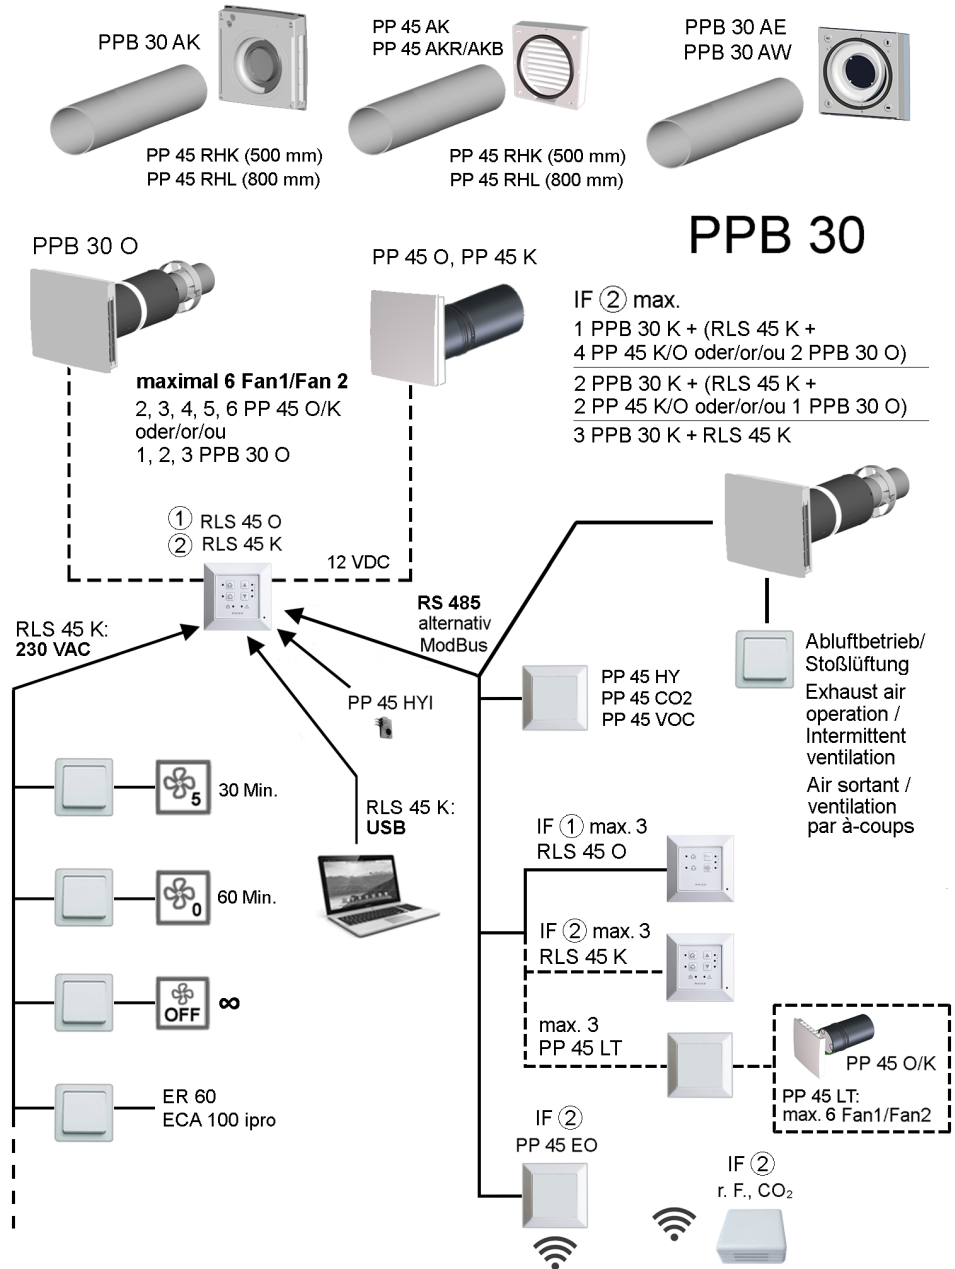 PPB 30 AK
PP 45 RHK (500 mm)
PP 45 RHL (800 mm)
PP 45 AK
PP 45 AKR/AKB
PP 45 RHK (500 mm)
PP 45 RHL (800 mm)
PPB 30 AE
PPB 30 AW
PPB 30
PPB 30 O
PP 45 O, PP 45 K
maximal 6 Fan1/Fan 2
2, 3, 4, 5, 6 PP 45 O/K
oder/or/ou
1, 2, 3 PPB 30 O
IF ② max.
1 PPB 30 K + (RLS 45 K +
4 PP 45 K/O oder/or/ou 2 PPB 30 O)
2 PPB 30 K + (RLS 45 K +
2 PP 45 K/O oder/or/ou 1 PPB 30 O)
3 PPB 30 K + RLS 45 K
① RLS 45 O
② RLS 45 K
12 VDC
RLS 45 K:
230 VAC
RS 485
alternativ
ModBus
PP 45 HYI
RLS 45 K:
USB
PP 45 HY
PP 45 CO2
PP 45 VOC
Abluftbetrieb/
Stoßlüftung
Exhaust air
operation /
Intermittent
ventilation
Air sortant /
ventilation
par à-coups
5
30 Min.
0
60 Min.
OFF
∞
ER 60
ECA 100 ipro
IF ① max. 3
RLS 45 O
IF ② max. 3
RLS 45 K
max. 3
PP 45 LT
PP 45 O/K
PP 45 LT:
max. 6 Fan1/Fan2
IF ②
PP 45 EO
IF ②
r. F., CO₂